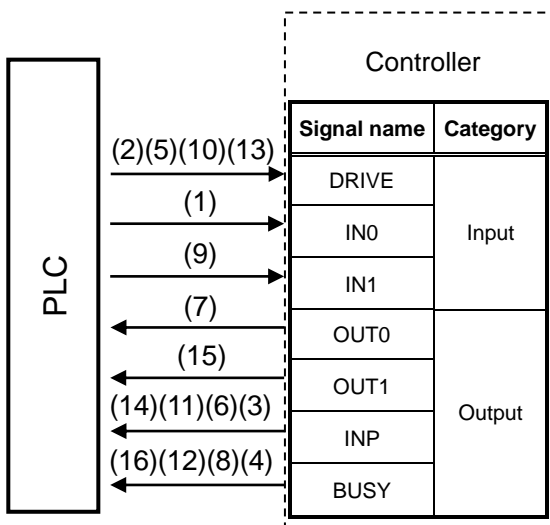 Controller
Signal name Category
(2)(5)(10)(13)
DRIVE
(1)
IN0
Input
(9)
IN1
PLC
(7)
OUT0
(15)
OUT1
(14)(11)(6)(3)
Output
INP
(16)(12)(8)(4)
BUSY